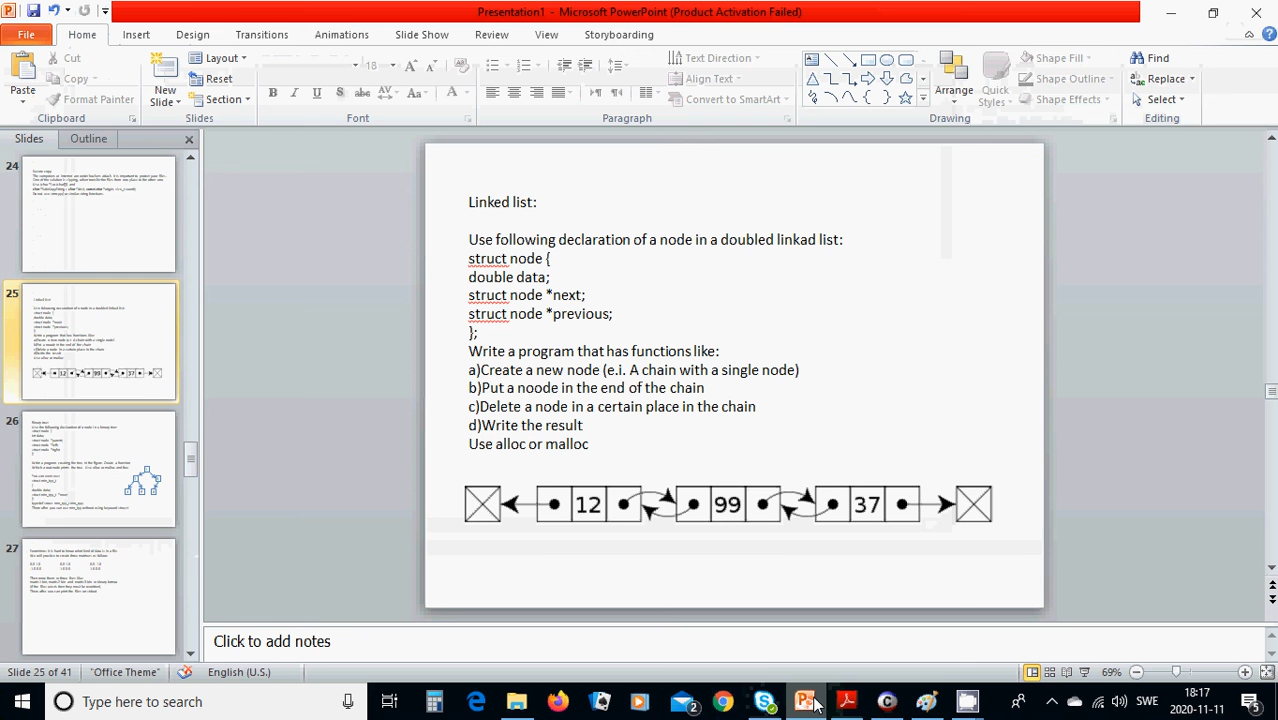 Presentation1 - Microsoft PowerPoint (Product Activation Failed)
File Home Insert Design Transitions Animations Slide Show Review View Storyboarding
Paste
Cut
Copy
Format Painter
Clipboard
New Slide
Layout
Reset
Section
Slides
18
B I U S abc AV Aa A
Font
Paragraph
Text Direction
Align Text
Convert to SmartArt
Arrange
Quick Styles
Shape Fill
Shape Outline
Shape Effects
Drawing
Find
Replace
Select
Editing
Slides Outline
24
25
26
27
Linked list:
Use following declaration of a node in a doubled linkad list:
struct node {
double data;
struct node *next;
struct node *previous;
};
Write a program that has functions like:
a)Create a new node (e.i. A chain with a single node)
b)Put a noode in the end of the chain
c)Delete a node in a certain place in the chain
d)Write the result
Use alloc or malloc
12 99 37
Click to add notes
Slide 25 of 41 "Office Theme" English (U.S.) 69%
Type here to search
2
SWE
18:17
2020-11-11
5